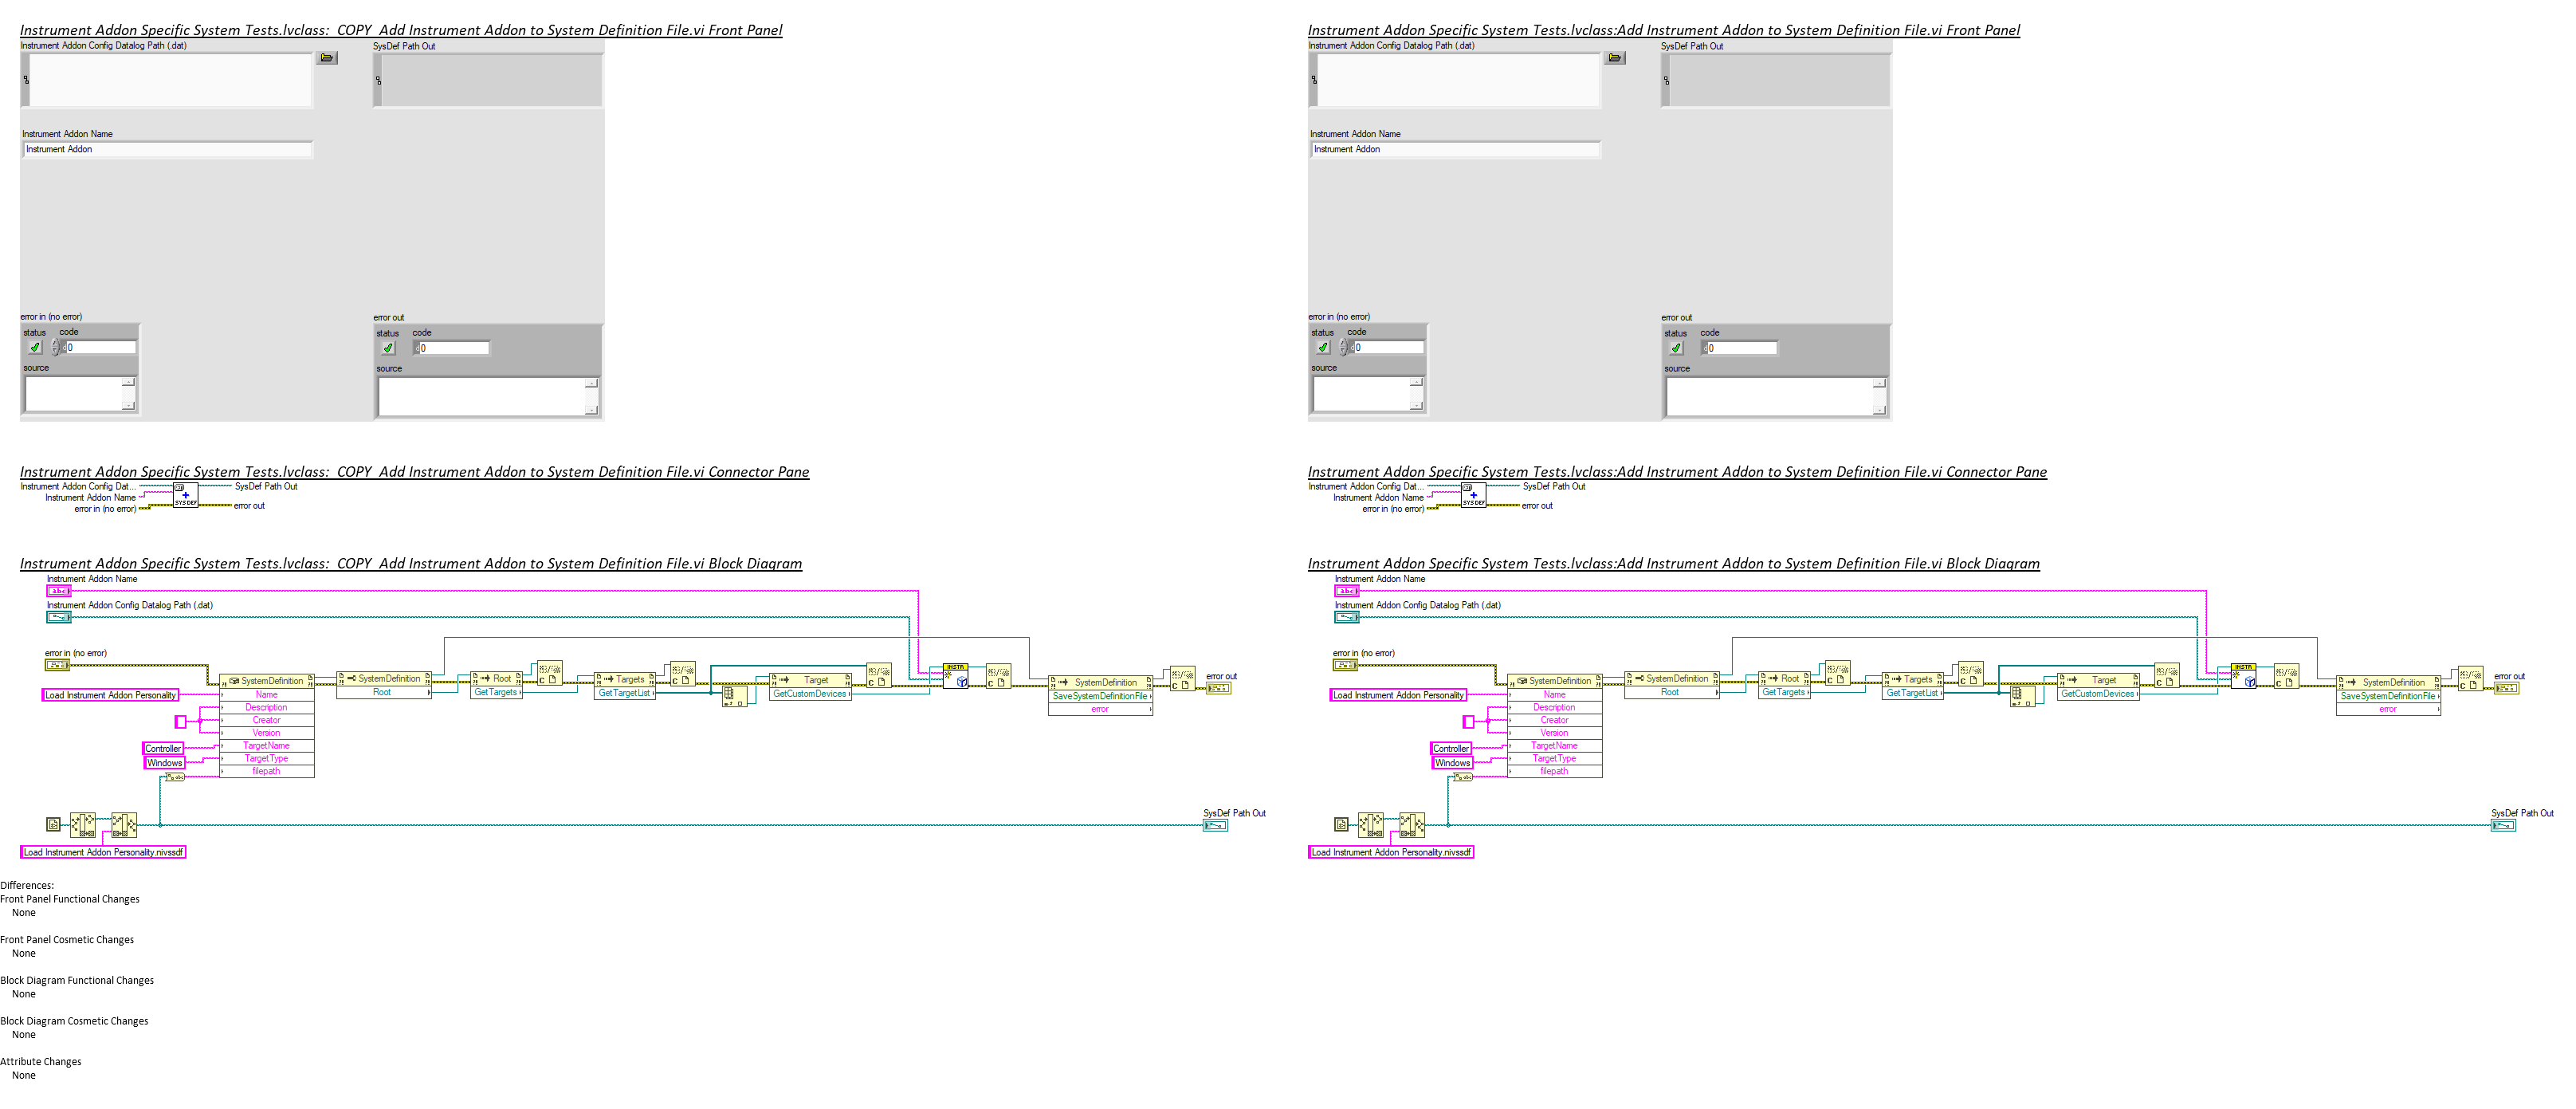 Instrument Addon Specific System Tests.lvclass:  COPY  Add Instrument Addon to System Definition File.vi Front Panel
Instrument Addon Config Datalog Path (.dat)
SysDef Path Out
Instrument Addon Name
Instrument Addon
error in (no error)
status
code
0
source
error out
status
code
0
source
Instrument Addon Specific System Tests.lvclass:Add Instrument Addon to System Definition File.vi Front Panel
Instrument Addon Config Datalog Path (.dat)
SysDef Path Out
Instrument Addon Name
Instrument Addon
error in (no error)
status
code
0
source
error out
status
code
0
source
Instrument Addon Specific System Tests.lvclass:  COPY  Add Instrument Addon to System Definition File.vi Connector Pane
Instrument Addon Config Dat...
Instrument Addon Name
error in (no error)
SYS DEF
SysDef Path Out
error out
Instrument Addon Specific System Tests.lvclass:Add Instrument Addon to System Definition File.vi Connector Pane
Instrument Addon Config Dat...
Instrument Addon Name
error in (no error)
SYS DEF
SysDef Path Out
error out
Instrument Addon Specific System Tests.lvclass:  COPY  Add Instrument Addon to System Definition File.vi Block Diagram
Instrument Addon Name
abc
Instrument Addon Config Datalog Path (.dat)
error in (no error)
Load Instrument Addon Personality
Controller
Windows
SystemDefinition
Name
Description
Creator
Version
TargetName
TargetType
filepath
SystemDefinition
Root
Root
GetTargets
Targets
GetTargetList
Target
GetCustomDevices
INSTR
SystemDefinition
SaveSystemDefinitionFile
error
error out
SysDef Path Out
Load Instrument Addon Personality.nivssdf
Instrument Addon Specific System Tests.lvclass:Add Instrument Addon to System Definition File.vi Block Diagram
Instrument Addon Name
abc
Instrument Addon Config Datalog Path (.dat)
error in (no error)
Load Instrument Addon Personality
Controller
Windows
SystemDefinition
Name
Description
Creator
Version
TargetName
TargetType
filepath
SystemDefinition
Root
Root
GetTargets
Targets
GetTargetList
Target
GetCustomDevices
INSTR
SystemDefinition
SaveSystemDefinitionFile
error
error out
SysDef Path Out
Load Instrument Addon Personality.nivssdf
Differences:
Front Panel Functional Changes
None
Front Panel Cosmetic Changes
None
Block Diagram Functional Changes
None
Block Diagram Cosmetic Changes
None
Attribute Changes
None